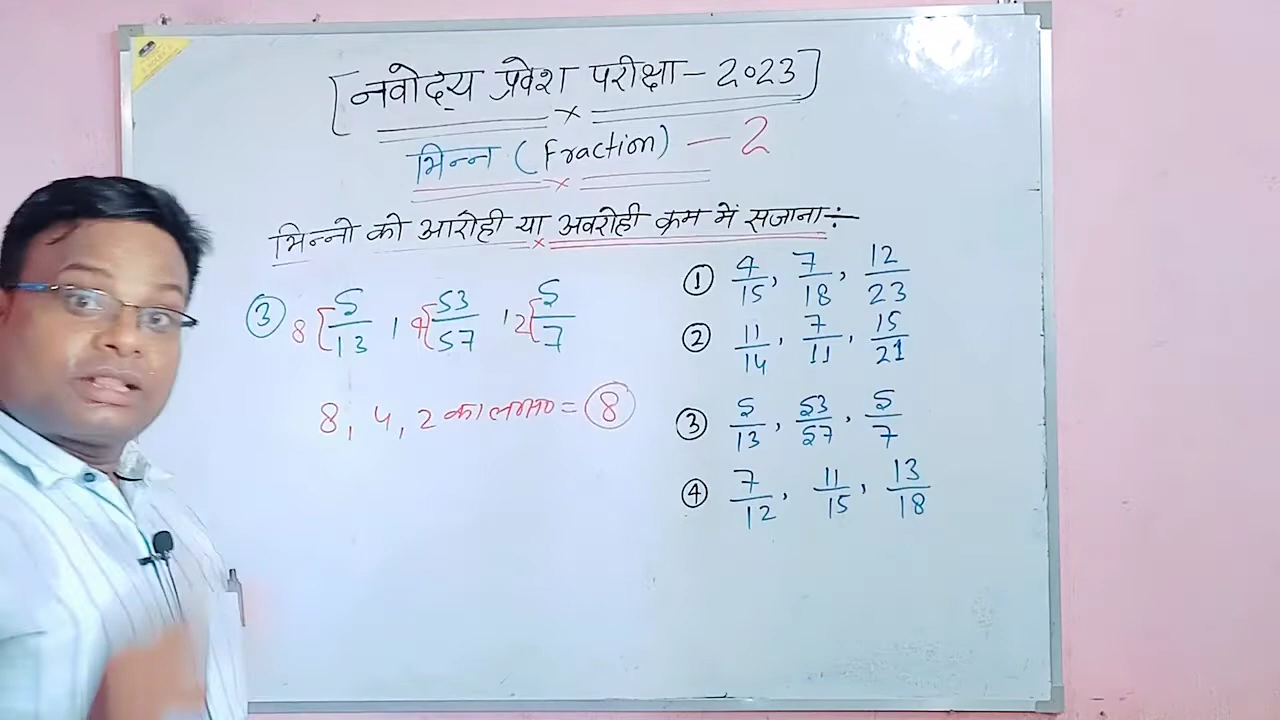 [नवोदय प्रवेश परीक्षा - 2023]
भिन्न (Fraction) - 2
भिन्नो को आरोही या अवरोही क्रम में सजाना÷
③ 8{5/13, 4{53/57, 2{5/7
8, 4, 2 का लoसo = 8
① 4/15, 7/18, 12/23
② 11/14, 7/11, 15/21
③ 5/13, 53/57, 5/7
④ 7/12, 11/15, 13/18